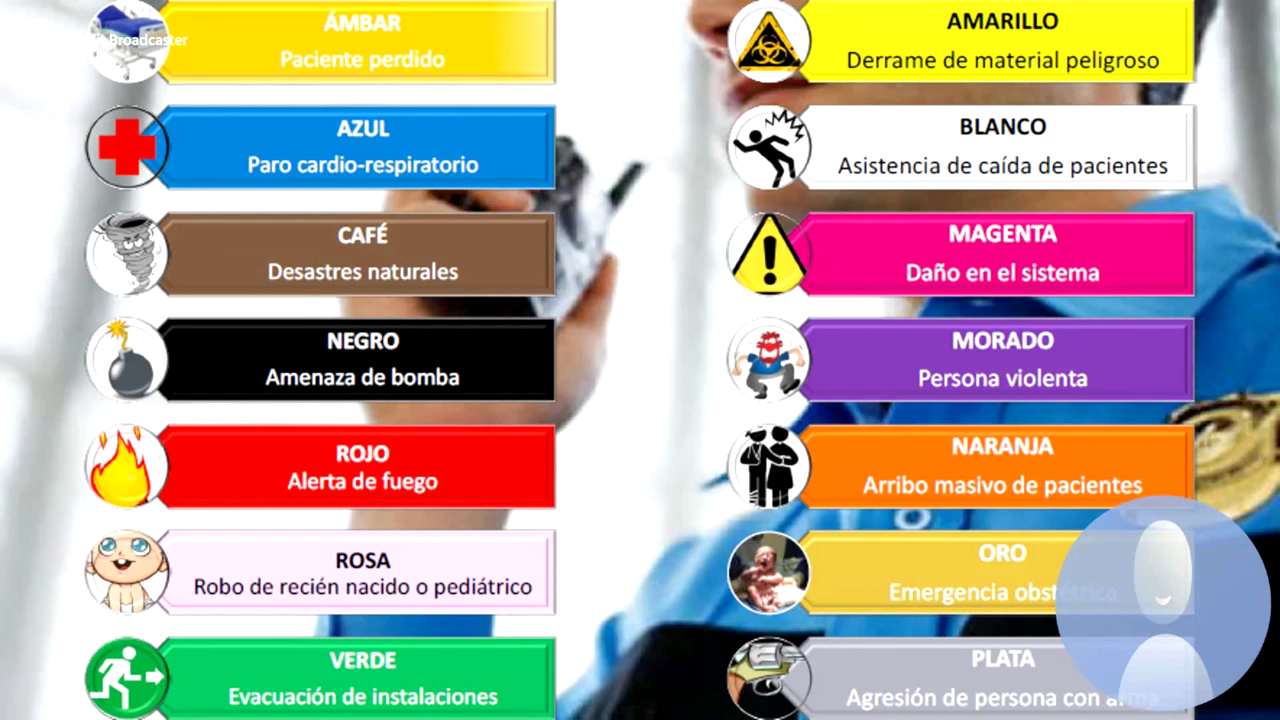 ÁMBAR
Paciente perdido
Broadcaster
AZUL
Paro cardio-respiratorio
CAFÉ
Desastres naturales
NEGRO
Amenaza de bomba
ROJO
Alerta de fuego
ROSA
Robo de recién nacido o pediátrico
VERDE
Evacuación de instalaciones
AMARILLO
Derrame de material peligroso
BLANCO
Asistencia de caída de pacientes
MAGENTA
Daño en el sistema
MORADO
Persona violenta
NARANJA
Arribo masivo de pacientes
ORO
Emergencia obstétrica
PLATA
Agresión de persona con arma